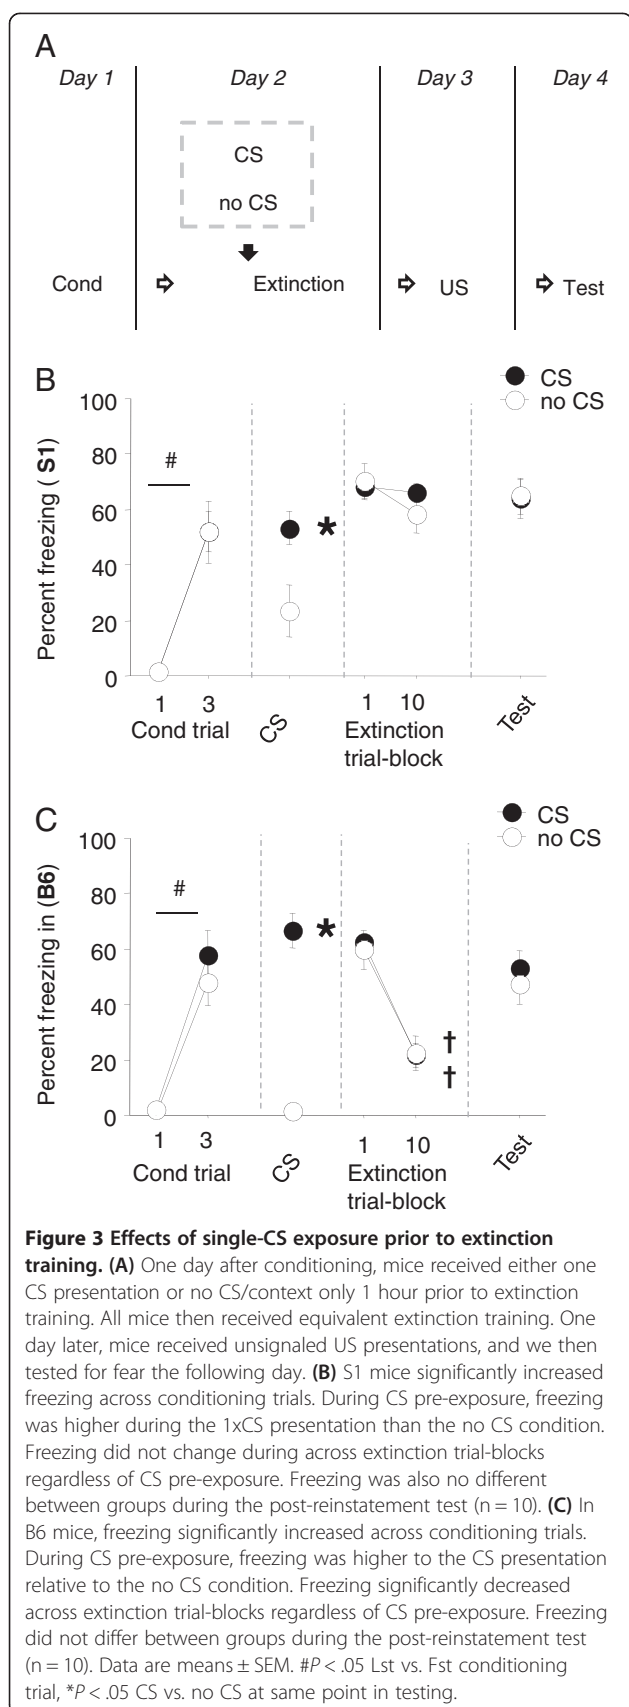 A
Day 1 Day 2 Day 3 Day 4
CS
no CS
Cond Extinction US Test
B
CS
no CS
100
80
60
40
20
0
Percent freezing ( S1)
#
*
1 3 1 10
Cond trial CS Extinction Test
trial-block
C
CS
no CS
100
80
60
40
20
0
Percent freezing in (B6)
#
*
†
†
1 3 1 10
Cond trial CS Extinction Test
trial-block
Figure 3 Effects of single-CS exposure prior to extinction
training. (A) One day after conditioning, mice received either one
CS presentation or no CS/context only 1 hour prior to extinction
training. All mice then received equivalent extinction training. One
day later, mice received unsignaled US presentations, and we then
tested for fear the following day. (B) S1 mice significantly increased
freezing across conditioning trials. During CS pre-exposure, freezing
was higher during the 1xCS presentation than the no CS condition.
Freezing did not change during across extinction trial-blocks
regardless of CS pre-exposure. Freezing was also no different
between groups during the post-reinstatement test (n = 10). (C) In
B6 mice, freezing significantly increased across conditioning trials.
During CS pre-exposure, freezing was higher to the CS presentation
relative to the no CS condition. Freezing significantly decreased
across extinction trial-blocks regardless of CS pre-exposure. Freezing
did not differ between groups during the post-reinstatement test
(n = 10). Data are means ± SEM. #P < .05 Lst vs. Fst conditioning
trial, *P < .05 CS vs. no CS at same point in testing.